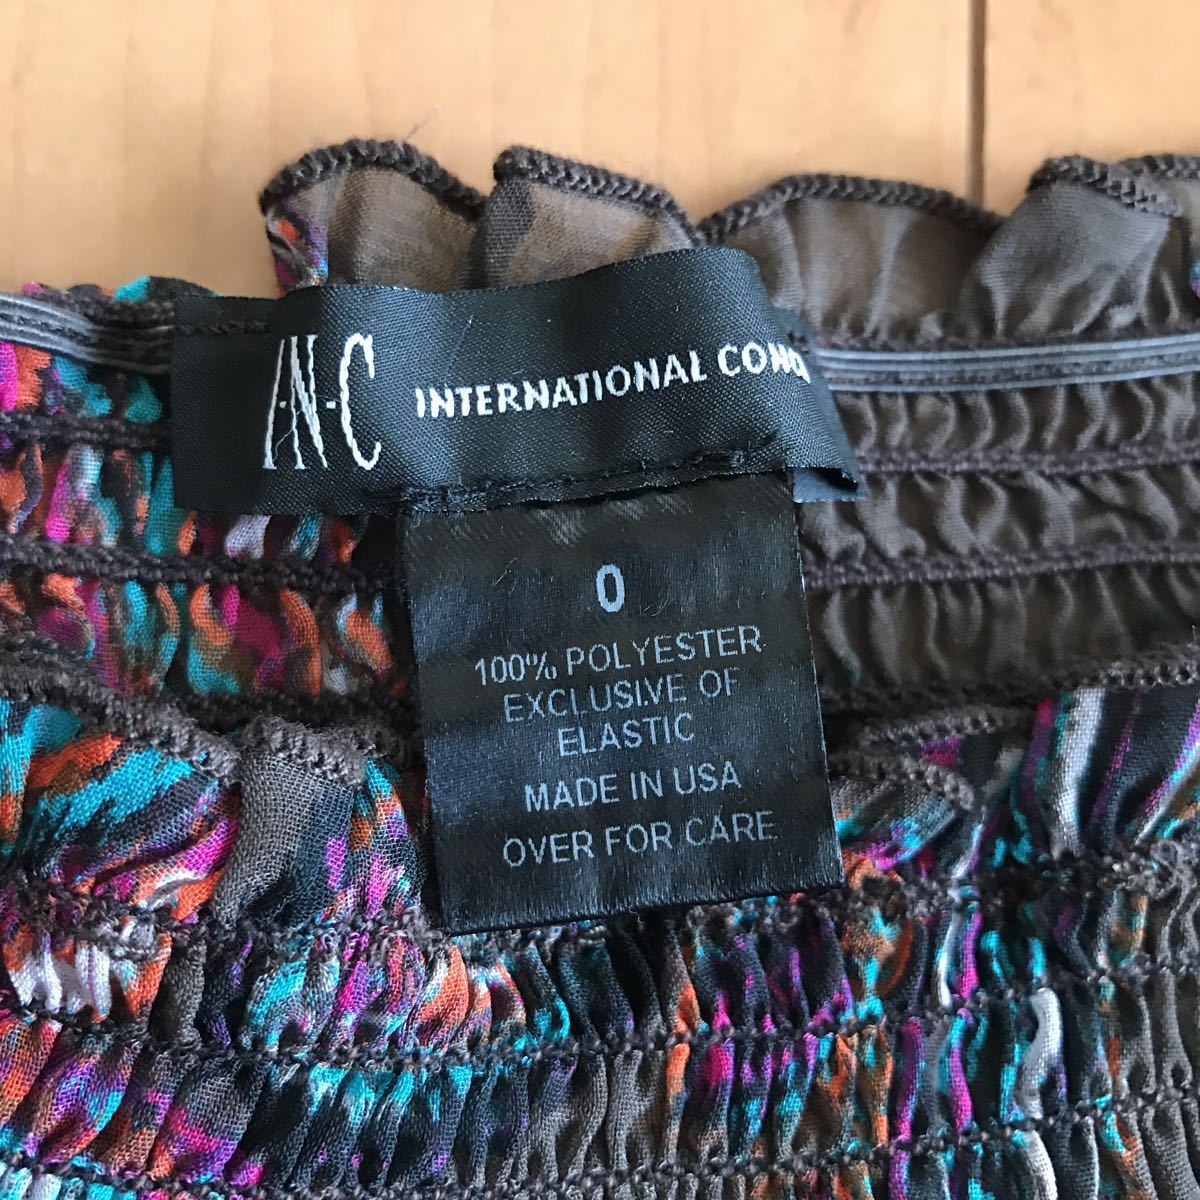 I·N·C INTERNATIONAL CONC
0
100% POLYESTER
EXCLUSIVE OF
ELASTIC
MADE IN USA
OVER FOR CARE